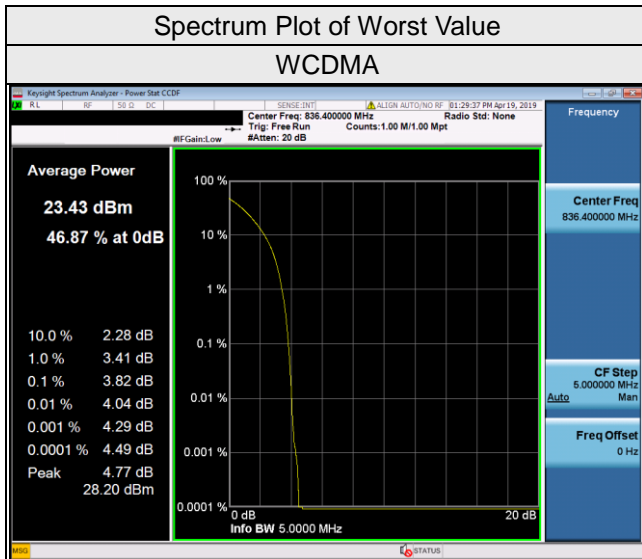 Spectrum Plot of Worst Value
WCDMA
Keysight Spectrum Analyzer - Power Stat CCDF
RL RF 50 Ω DC SENSE:INT ALIGN AUTO/NO RF 01:29:37 PM Apr 19, 2019
Center Freq: 836.400000 MHz Radio Std: None
Trig: Free Run Counts:1.00 M/1.00 Mpt
#IFGain:Low #Atten: 20 dB
Frequency
Average Power
23.43 dBm
46.87 % at 0dB
10.0 % 2.28 dB
1.0 % 3.41 dB
0.1 % 3.82 dB
0.01 % 4.04 dB
0.001 % 4.29 dB
0.0001 % 4.49 dB
Peak 4.77 dB
28.20 dBm
100 %
10 %
1 %
0.1 %
0.01 %
0.001 %
0.0001 %
0 dB 20 dB
Info BW 5.0000 MHz
Center Freq
836.400000 MHz
CF Step
5.000000 MHz
Auto Man
Freq Offset
0 Hz
MSG STATUS